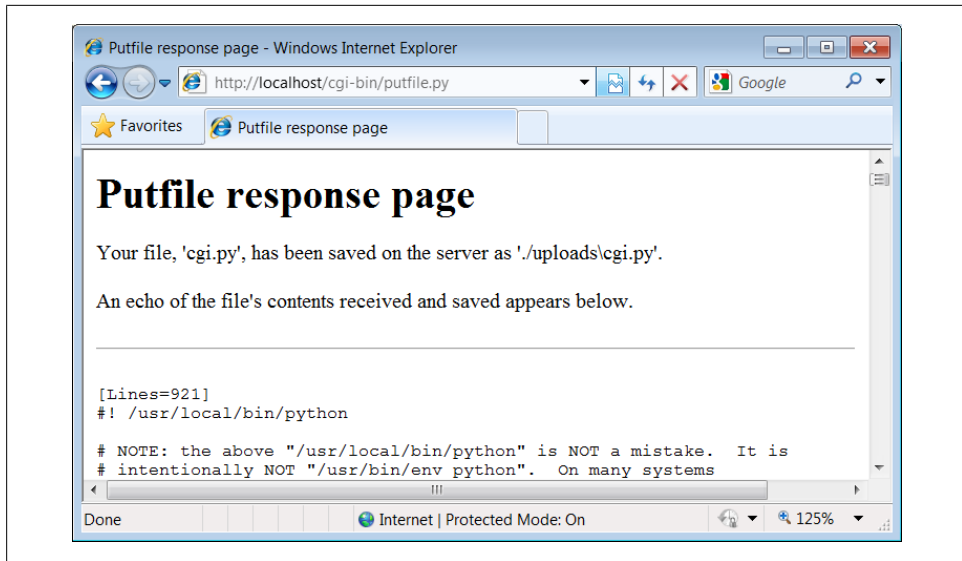 Putfile response page - Windows Internet Explorer
http://localhost/cgi-bin/putfile.py
Google
Favorites
Putfile response page
Putfile response page
Your file, 'cgi.py', has been saved on the server as './uploads\cgi.py'.
An echo of the file's contents received and saved appears below.
[Lines=921]
#! /usr/local/bin/python
# NOTE: the above "/usr/local/bin/python" is NOT a mistake.  It is
# intentionally NOT "/usr/bin/env python".  On many systems
Done
Internet | Protected Mode: On
125%